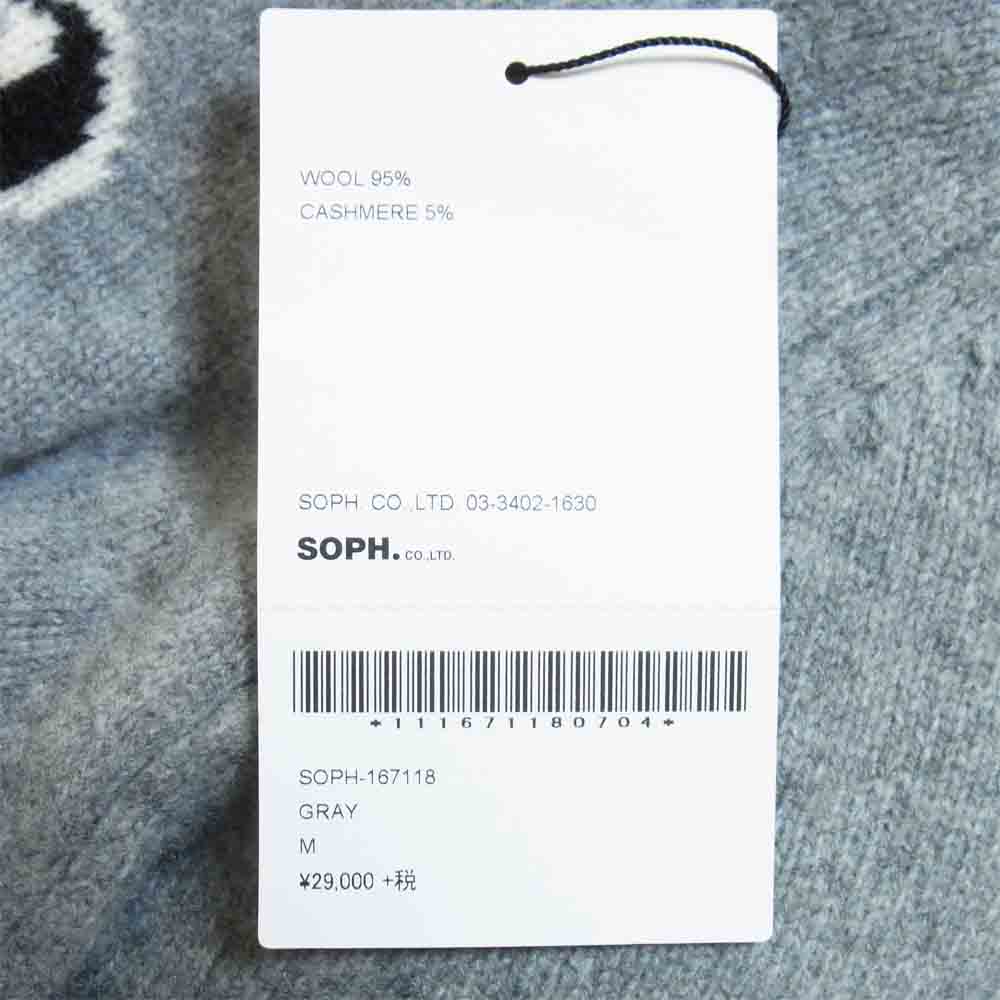 WOOL 95%
CASHMERE 5%
SOPH. CO.,LTD. 03-3402-1630
SOPH. CO.,LTD.
*111671180704*
SOPH-167118
GRAY
M
¥29,000 +税